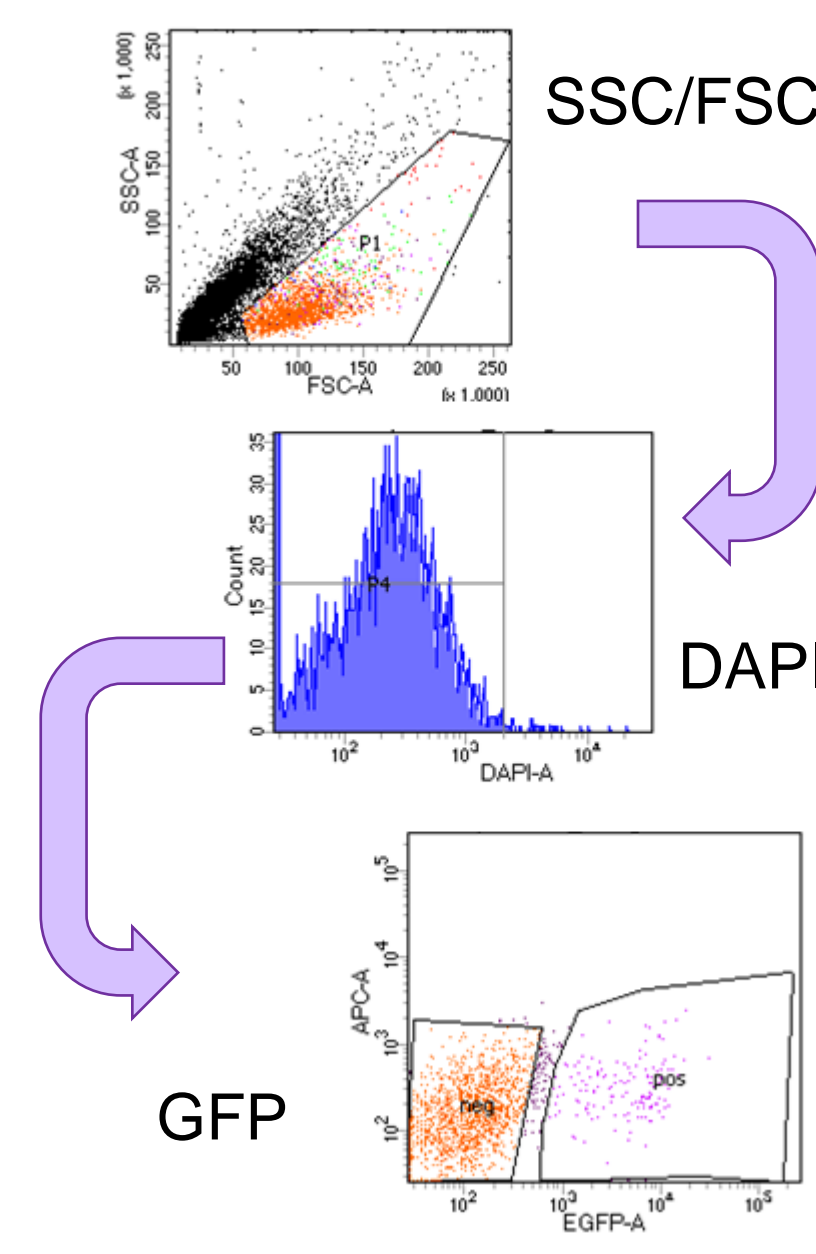 SSC/FSC
(x 1,000)
SSC-A
250
200
150
100
50
P1
50 100 150 200 250
FSC-A
(x 1,000)
Count
35
30
25
20
15
10
5
0
P4
10² 10³ 10⁴
DAPI-A
DAPI
GFP
APC-A
10⁵
10⁴
10³
10²
neg
pos
10² 10³ 10⁴ 10⁵
EGFP-A